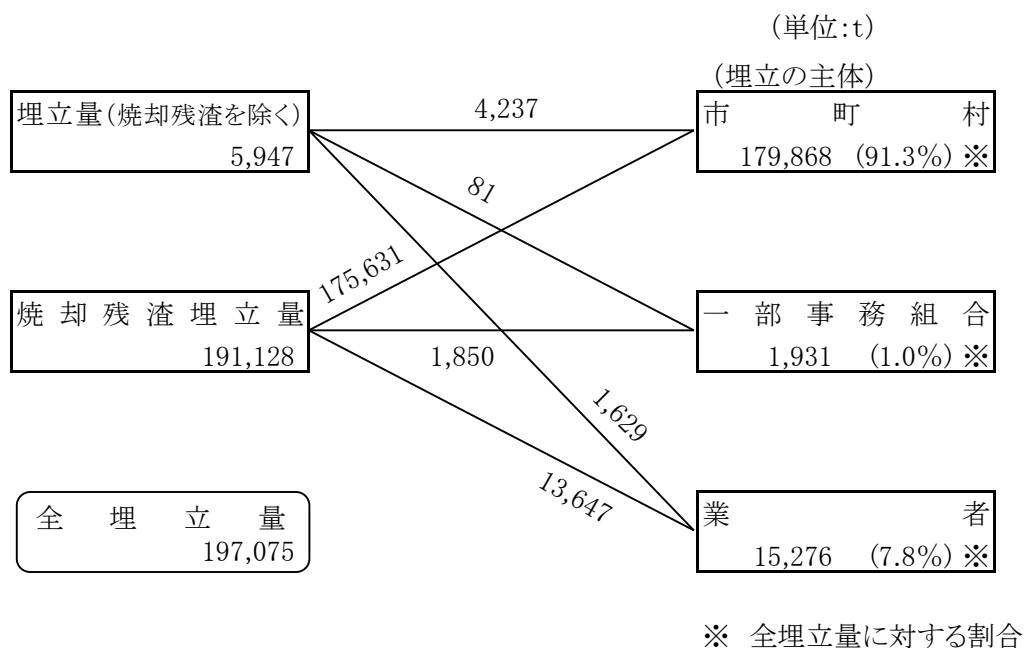 (単位:t)
(埋立の主体)
埋立量(焼却残渣を除く)
5,947
4,237
市町村
179,868 (91.3%) ※
81
175,631
焼却残渣埋立量
191,128
1,850
一部事務組合
1,931 (1.0%) ※
1,629
13,647
全埋立量
197,075
業者
15,276 (7.8%) ※
※ 全埋立量に対する割合